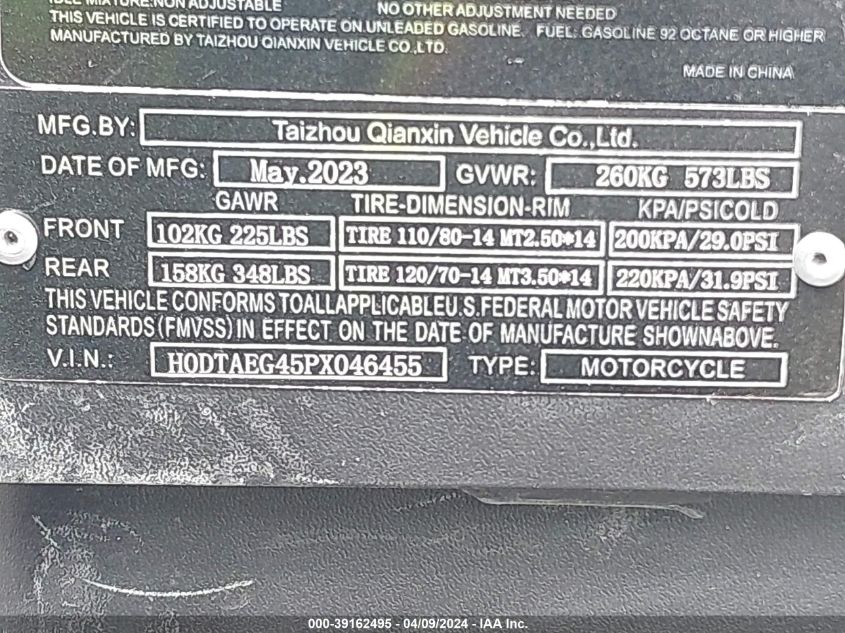 IDLE MIXTURE:NON ADJUSTABLE NO OTHER ADJUSTMENT NEEDED
THIS VEHICLE IS CERTIFIED TO OPERATE ON UNLEADED GASOLINE. FUEL: GASOLINE 92 OCTANE OR HIGHER
MANUFACTURED BY TAIZHOU QIANXIN VEHICLE CO.,LTD.
MADE IN CHINA
MFG.BY: Taizhou Qianxin Vehicle Co.,Ltd.
DATE OF MFG: May.2023 GVWR: 260KG 573LBS
GAWR TIRE-DIMENSION-RIM KPA/PSICOLD
FRONT 102KG 225LBS TIRE 110/80-14 MT2.50*14 200KPA/29.0PSI
REAR 158KG 348LBS TIRE 120/70-14 MT3.50*14 220KPA/31.9PSI
THIS VEHICLE CONFORMS TOALLAPPLICABLEU.S.FEDERAL MOTOR VEHICLE SAFETY
STANDARDS(FMVSS)IN EFFECT ON THE DATE OF MANUFACTURE SHOWNABOVE.
V.I.N.: H0DTAEG45PX046455 TYPE: MOTORCYCLE
000-39162495 - 04/09/2024 - IAA Inc.